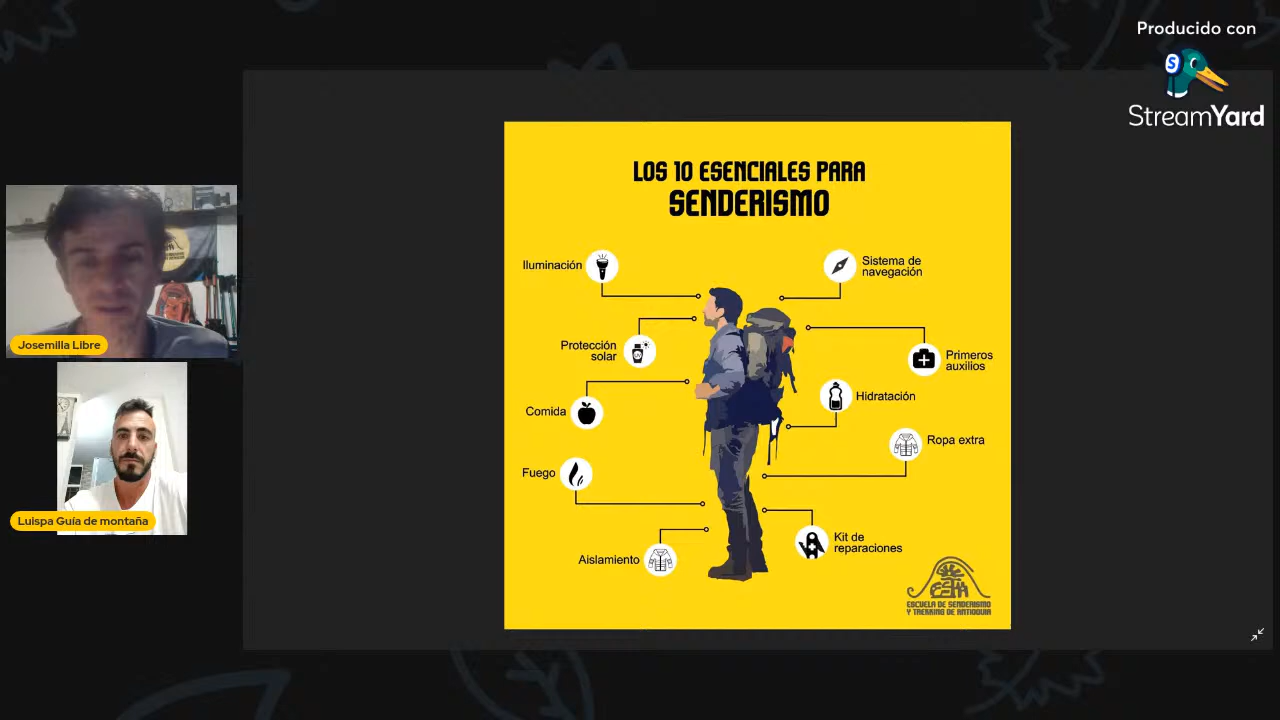 Producido con
StreamYard
LOS 10 ESENCIALES PARA
SENDERISMO
Iluminación
Sistema de
navegación
Protección
solar
Primeros
auxilios
Comida
Hidratación
Ropa extra
Fuego
Aislamiento
Kit de
reparaciones
ESCUELA DE SENDERISMO
Y TREKKING DE ANTIOQUIA
Josemilla Libre
Luispa Guía de montaña